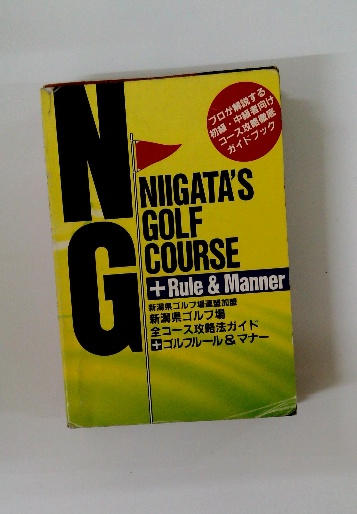 プロが解説する
初級・中級者向け
コース攻略徹底
ガイドブック
NG
NIIGATA'S
GOLF
COURSE
+Rule & Manner
新潟県ゴルフ場連盟加盟
新潟県ゴルフ場
全コース攻略法ガイド
+ゴルフルール&マナー